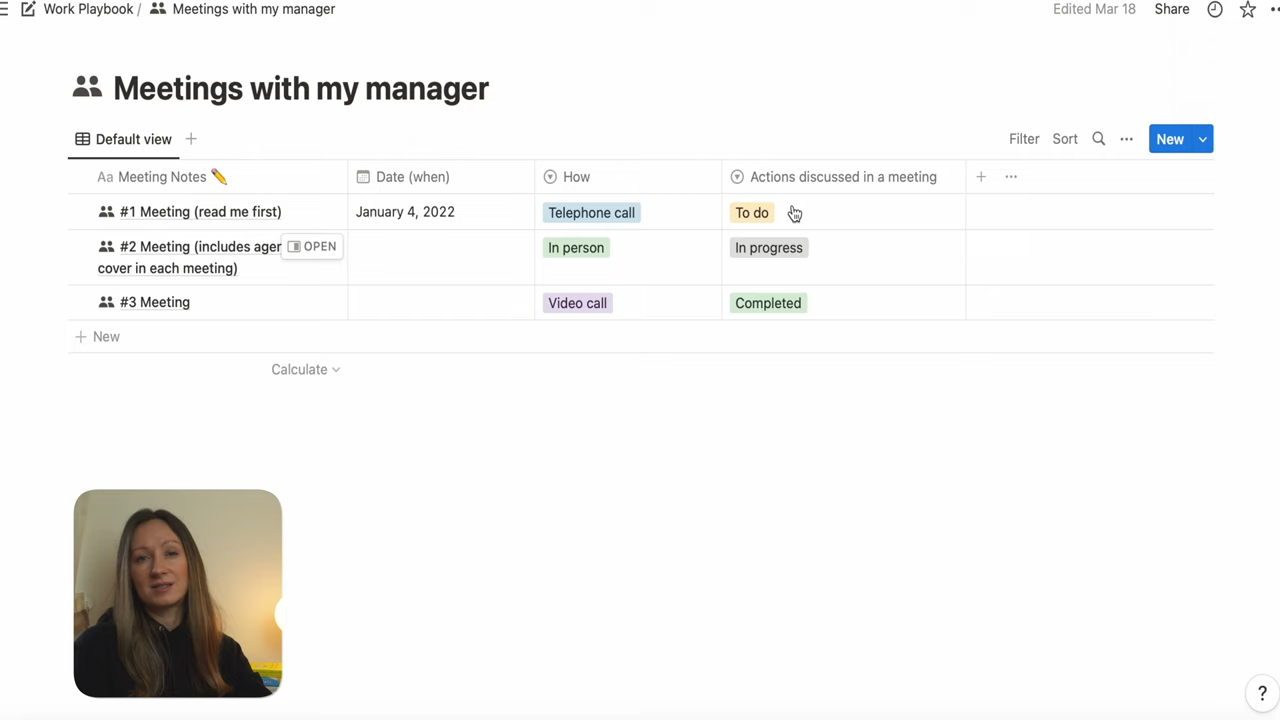 Work Playbook / Meetings with my manager Edited Mar 18 Share
Meetings with my manager
Default view Filter Sort New
Aa Meeting Notes ✏️ Date (when) How Actions discussed in a meeting
#1 Meeting (read me first) January 4, 2022 Telephone call To do
#2 Meeting (includes ager OPEN In person In progress
cover in each meeting)
#3 Meeting Video call Completed
+ New
Calculate
?